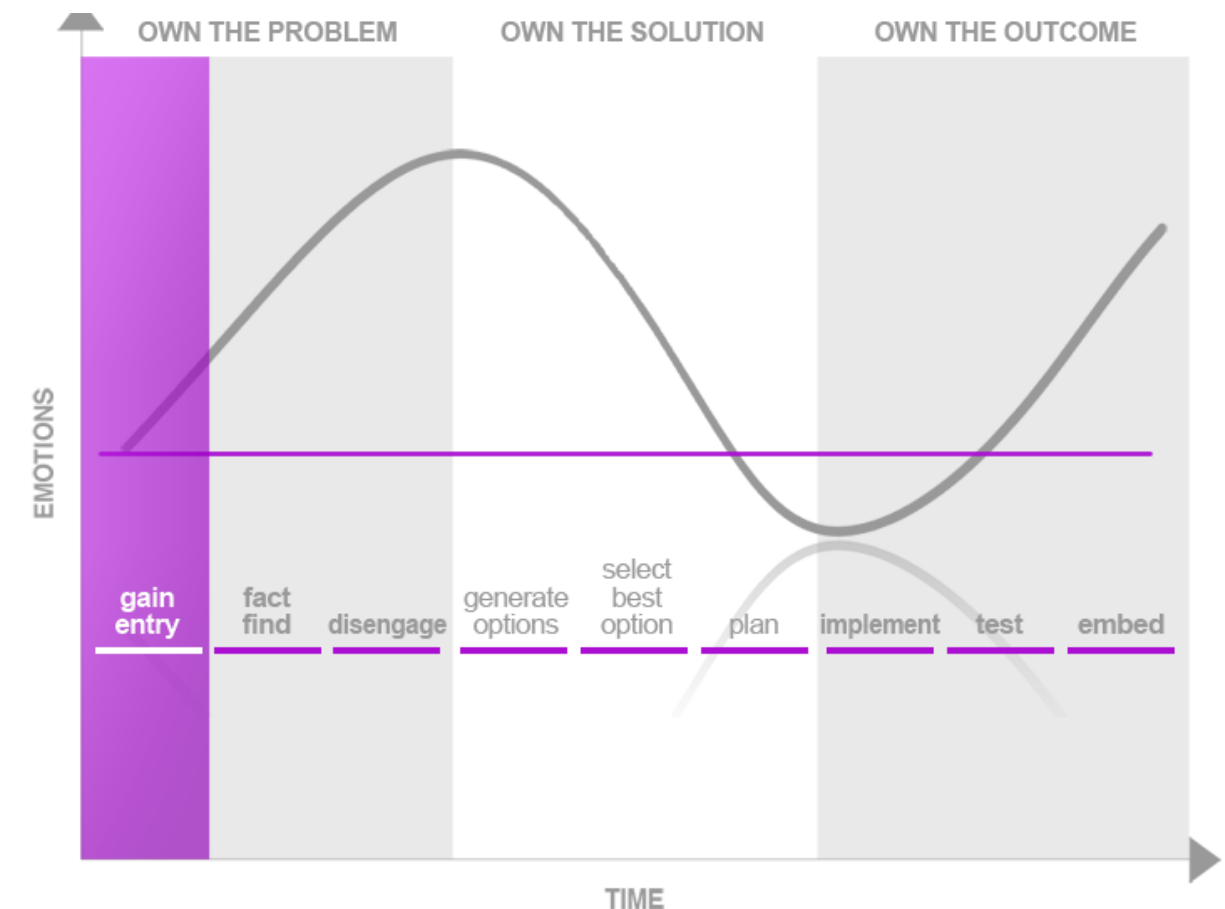 OWN THE PROBLEM
OWN THE SOLUTION
OWN THE OUTCOME
EMOTIONS
gain
entry
fact
find
disengage
generate
options
select
best
option
plan
implement
test
embed
TIME